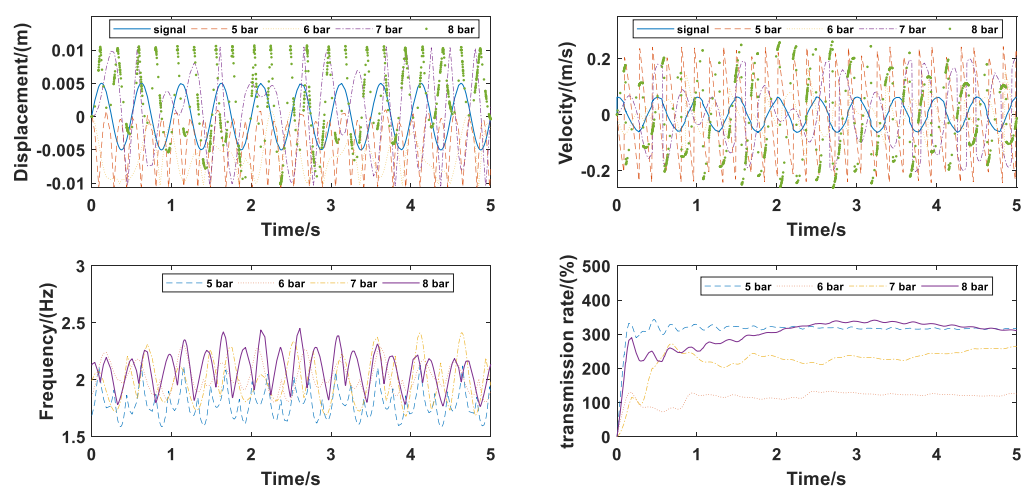 Displacement/(m)
signal 5 bar 6 bar 7 bar 8 bar
0.01
0.005
0
-0.005
-0.01
0 1 2 3 4 5
Time/s
Velocity/(m/s)
signal 5 bar 6 bar 7 bar 8 bar
0.2
0
-0.2
0 1 2 3 4 5
Time/s
Frequency/(Hz)
5 bar 6 bar 7 bar 8 bar
3
2.5
2
1.5
0 1 2 3 4 5
Time/s
transmission rate/(%)
5 bar 6 bar 7 bar 8 bar
500
400
300
200
100
0
0 1 2 3 4 5
Time/s